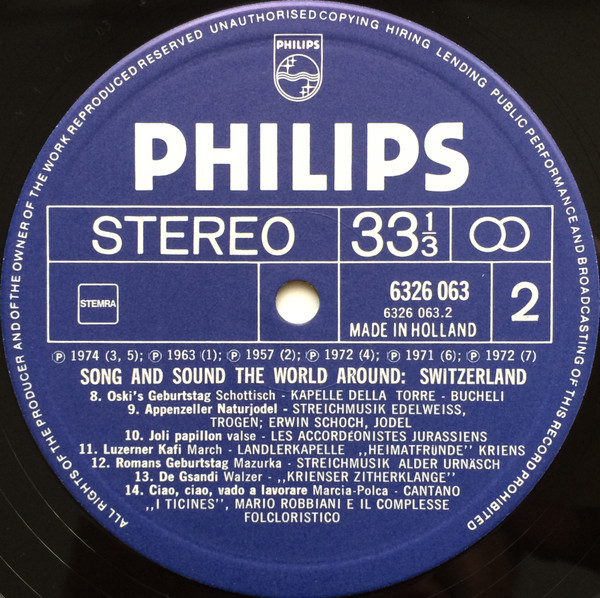 ALL RIGHTS OF THE PRODUCER AND OF THE OWNER OF THE WORK REPRODUCED RESERVED UNAUTHORISED COPYING HIRING LENDING PUBLIC PERFORMANCE AND BROADCASTING OF THIS RECORD PROHIBITED
PHILIPS
PHILIPS
STEREO 33 1/3
STEMRA
6326 063
6326 063.2
MADE IN HOLLAND
2
Ⓟ 1974 (3, 5); Ⓟ 1963 (1); Ⓟ 1957 (2); Ⓟ 1972 (4); Ⓟ 1971 (6); Ⓟ 1972 (7)
SONG AND SOUND THE WORLD AROUND: SWITZERLAND
8. Oski's Geburtstag Schottisch - KAPELLE DELLA TORRE - BUCHELI
9. Appenzeller Naturjodel - STREICHMUSIK EDELWEISS,
TROGEN; ERWIN SCHOCH, JODEL
10. Joli papillon valse - LES ACCORDÉONISTES JURASSIENS
11. Luzerner Kafi March - LANDLERKAPELLE ,,HEIMATFRÜNDE" KRIENS
12. Romans Geburtstag Mazurka - STREICHMUSIK ALDER URNÄSCH
13. De Gsandi Walzer - ,,KRIENSER ZITHERKLANGE"
14. Ciao, ciao, vado a lavorare Marcia-Polca - CANTANO
,,I TICINES", MARIO ROBBIANI E IL COMPLESSE
FOLCLORISTICO